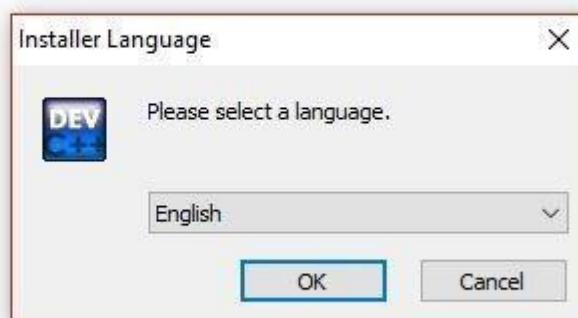 Installer Language
DEV
C++
Please select a language.
English
OK
Cancel